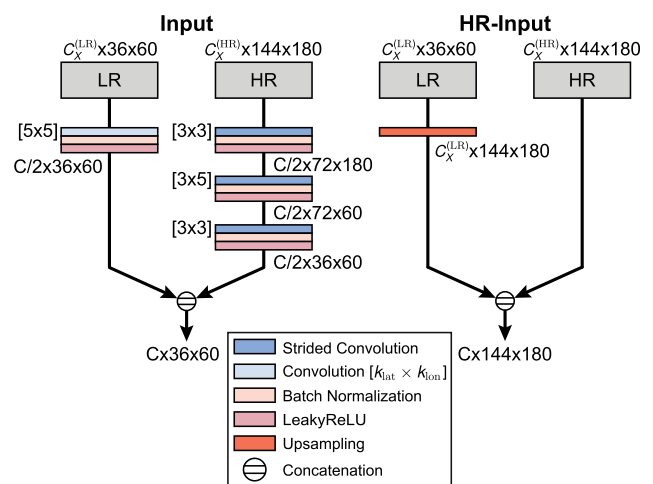 Input
HR-Input
C_X^(LR)x36x60
C_X^(HR)x144x180
C_X^(LR)x36x60
C_X^(HR)x144x180
LR
HR
LR
HR
[5x5]
[3x3]
C/2x36x60
C_X^(LR)x144x180
C/2x72x180
[3x5]
C/2x72x60
[3x3]
C/2x36x60
Cx36x60
Cx144x180
Strided Convolution
Convolution [k_lat × k_lon]
Batch Normalization
LeakyReLU
Upsampling
Concatenation